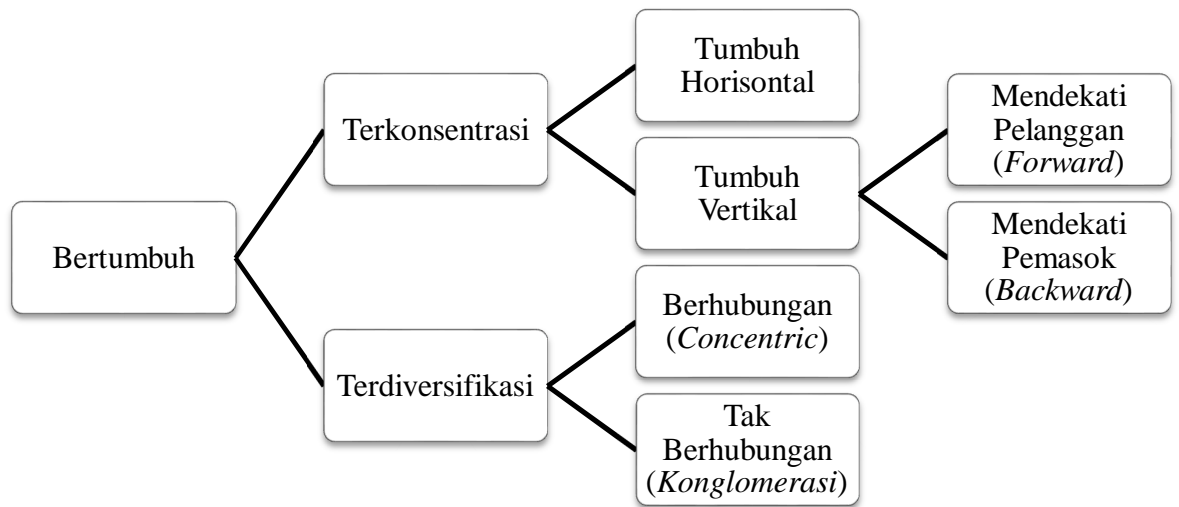 Bertumbuh
Terkonsentrasi
Tumbuh
Horisontal
Tumbuh
Vertikal
Mendekati
Pelanggan
(Forward)
Mendekati
Pemasok
(Backward)
Terdiversifikasi
Berhubungan
(Concentric)
Tak
Berhubungan
(Konglomerasi)